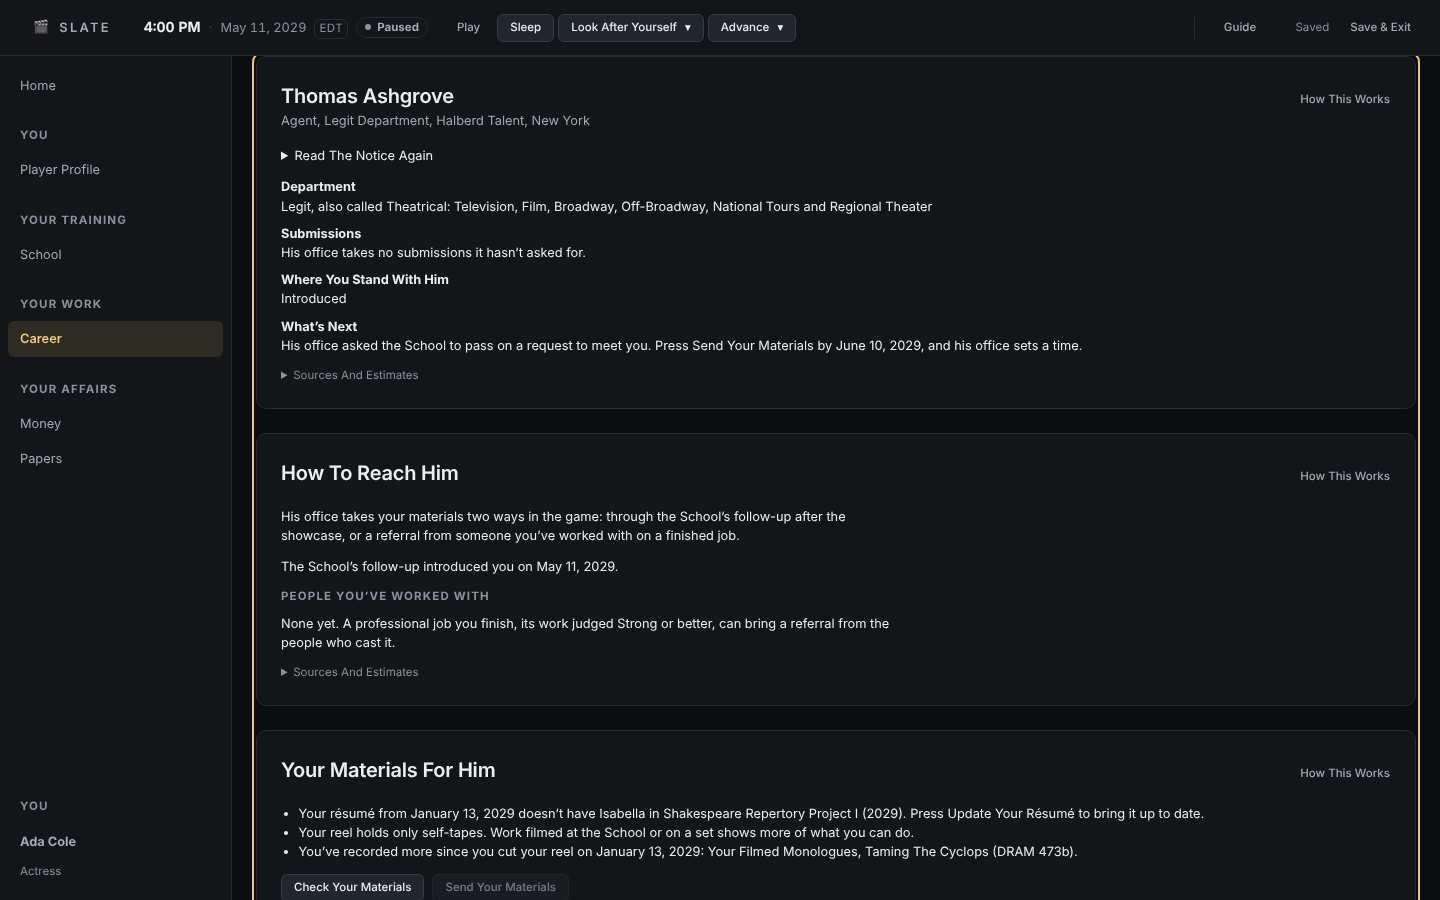 SLATE
4:00 PM · May 11, 2029 EDT Paused
Play
Sleep
Look After Yourself ▾
Advance ▾
Guide
Saved
Save & Exit
Home
YOU
Player Profile
YOUR TRAINING
School
YOUR WORK
Career
YOUR AFFAIRS
Money
Papers
YOU
Ada Cole
Actress
Thomas Ashgrove
How This Works
Agent, Legit Department, Halberd Talent, New York
Read The Notice Again
Department
Legit, also called Theatrical: Television, Film, Broadway, Off-Broadway, National Tours and Regional Theater
Submissions
His office takes no submissions it hasn’t asked for.
Where You Stand With Him
Introduced
What’s Next
His office asked the School to pass on a request to meet you. Press Send Your Materials by June 10, 2029, and his office sets a time.
Sources And Estimates
How To Reach Him
How This Works
His office takes your materials two ways in the game: through the School’s follow-up after the
showcase, or a referral from someone you’ve worked with on a finished job.
The School’s follow-up introduced you on May 11, 2029.
PEOPLE YOU’VE WORKED WITH
None yet. A professional job you finish, its work judged Strong or better, can bring a referral from the
people who cast it.
Sources And Estimates
Your Materials For Him
How This Works
• Your résumé from January 13, 2029 doesn’t have Isabella in Shakespeare Repertory Project I (2029). Press Update Your Résumé to bring it up to date.
• Your reel holds only self-tapes. Work filmed at the School or on a set shows more of what you can do.
• You’ve recorded more since you cut your reel on January 13, 2029: Your Filmed Monologues, Taming The Cyclops (DRAM 473b).
Check Your Materials
Send Your Materials